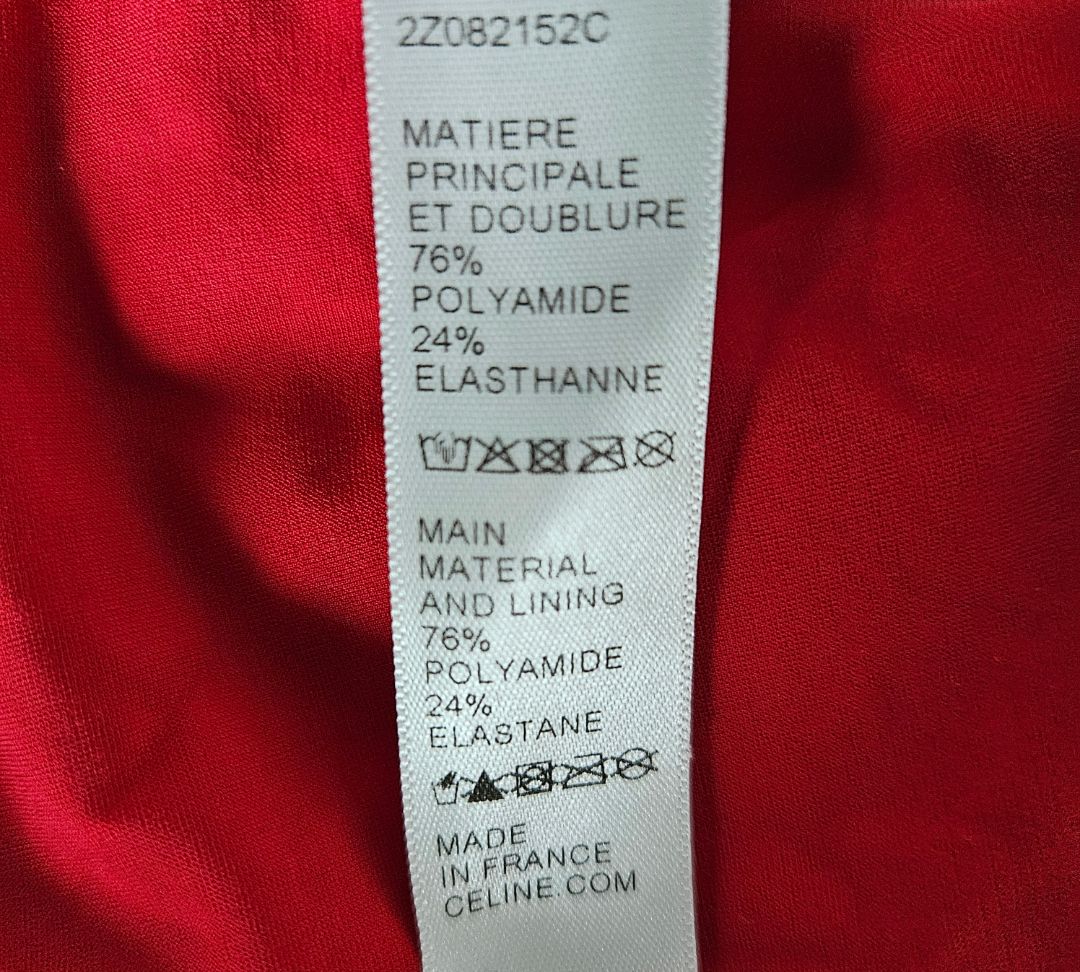 2Z082152C
MATIERE
PRINCIPALE
ET DOUBLURE
76%
POLYAMIDE
24%
ELASTHANNE
MAIN
MATERIAL
AND LINING
76%
POLYAMIDE
24%
ELASTANE
MADE
IN FRANCE
CELINE.COM